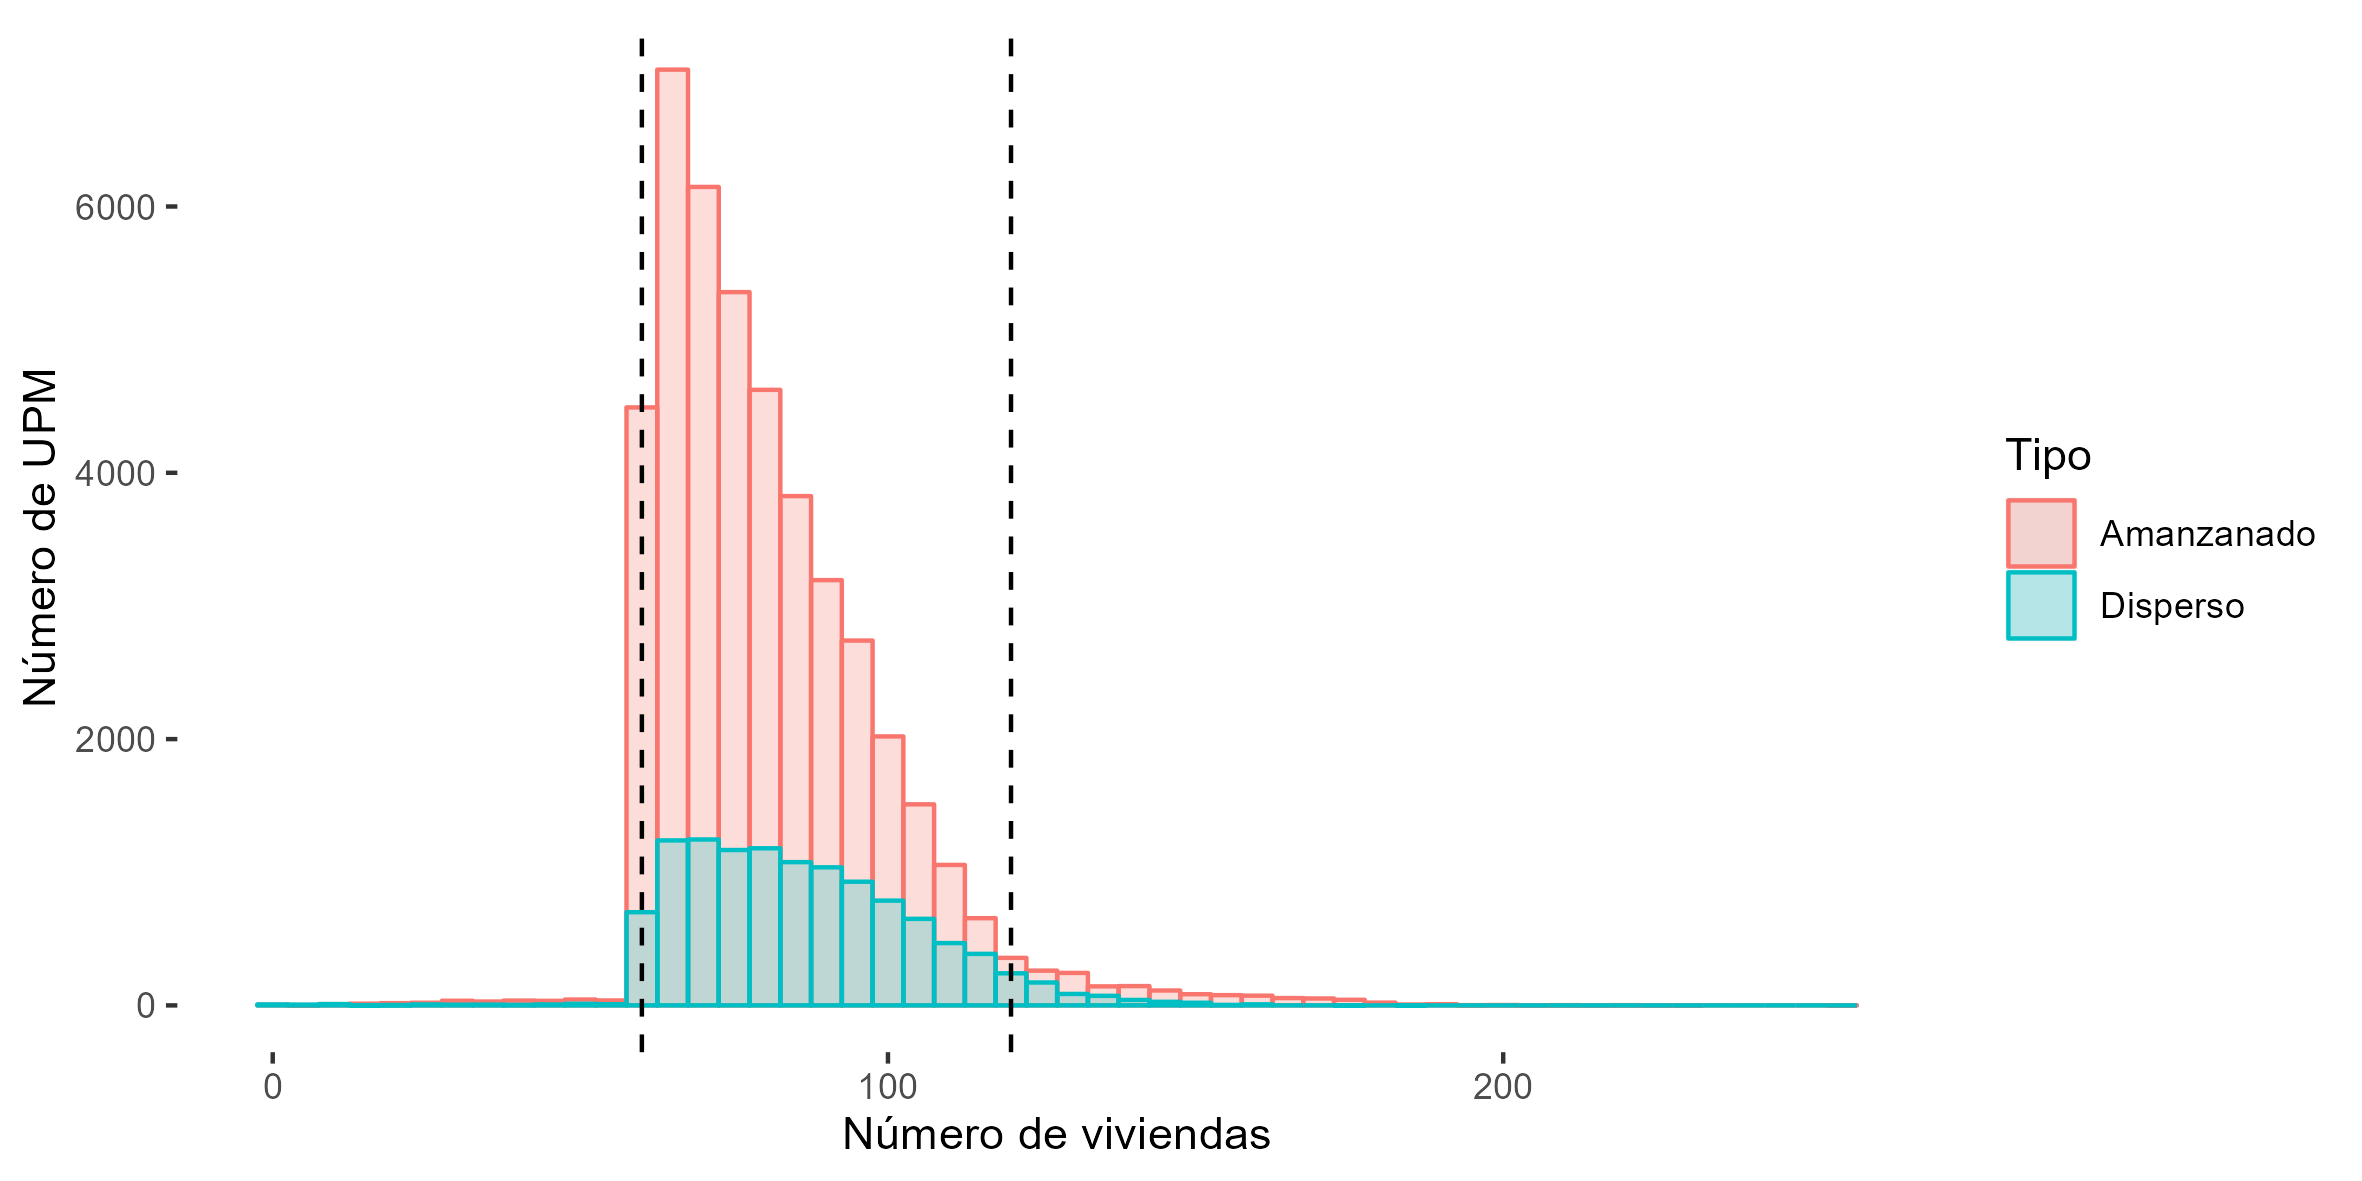 Número de UPM
6000
4000
2000
0
0
100
200
Número de viviendas
Tipo
Amanzanado
Disperso